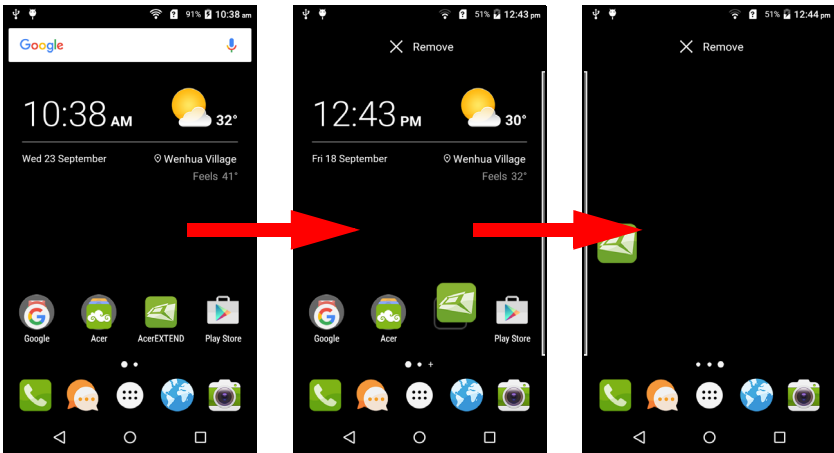 91% 10:38 am
Google
10:38 AM
32°
Wed 23 September
Wenhua Village
Feels 41°
Google
Acer
AcerEXTEND
Play Store
51% 12:43 pm
Remove
12:43 PM
30°
Fri 18 September
Wenhua Village
Feels 32°
Google
Acer
Play Store
51% 12:44 pm
Remove